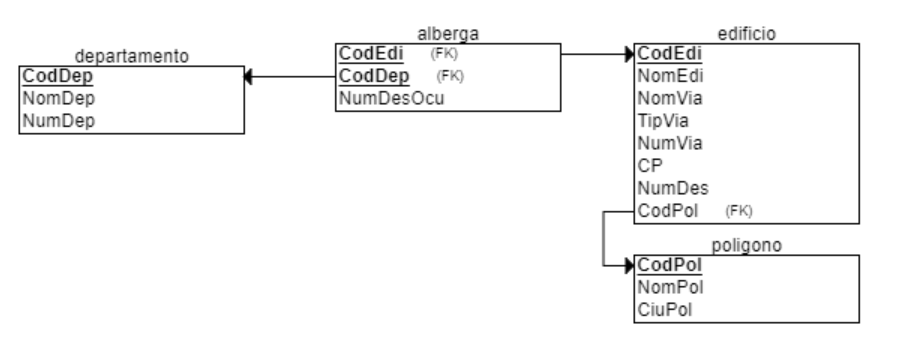 departamento
CodDep
NomDep
NumDep
alberga
CodEdi (FK)
CodDep (FK)
NumDesOcu
edificio
CodEdi
NomEdi
NomVia
TipVia
NumVia
CP
NumDes
CodPol (FK)
poligono
CodPol
NomPol
CiuPol